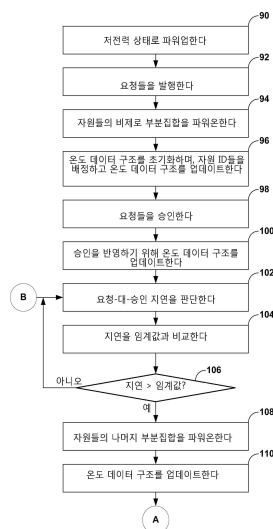 90
저전력 상태로 파워업한다
92
요청들을 발행한다
94
자원들의 비제로 부분집합을 파워온한다
96
온도 데이터 구조를 초기화하며, 자원 ID들을
배정하고 온도 데이터 구조를 업데이트한다
98
요청들을 승인한다
100
승인을 반영하기 위해 온도 데이터 구조를
업데이트한다
102
B
요청-대-승인 지연을 판단한다
104
지연을 임계값과 비교한다
106
아니오
지연 > 임계값?
예
108
자원들의 나머지 부분집합을 파워온한다
110
온도 데이터 구조를 업데이트한다
A